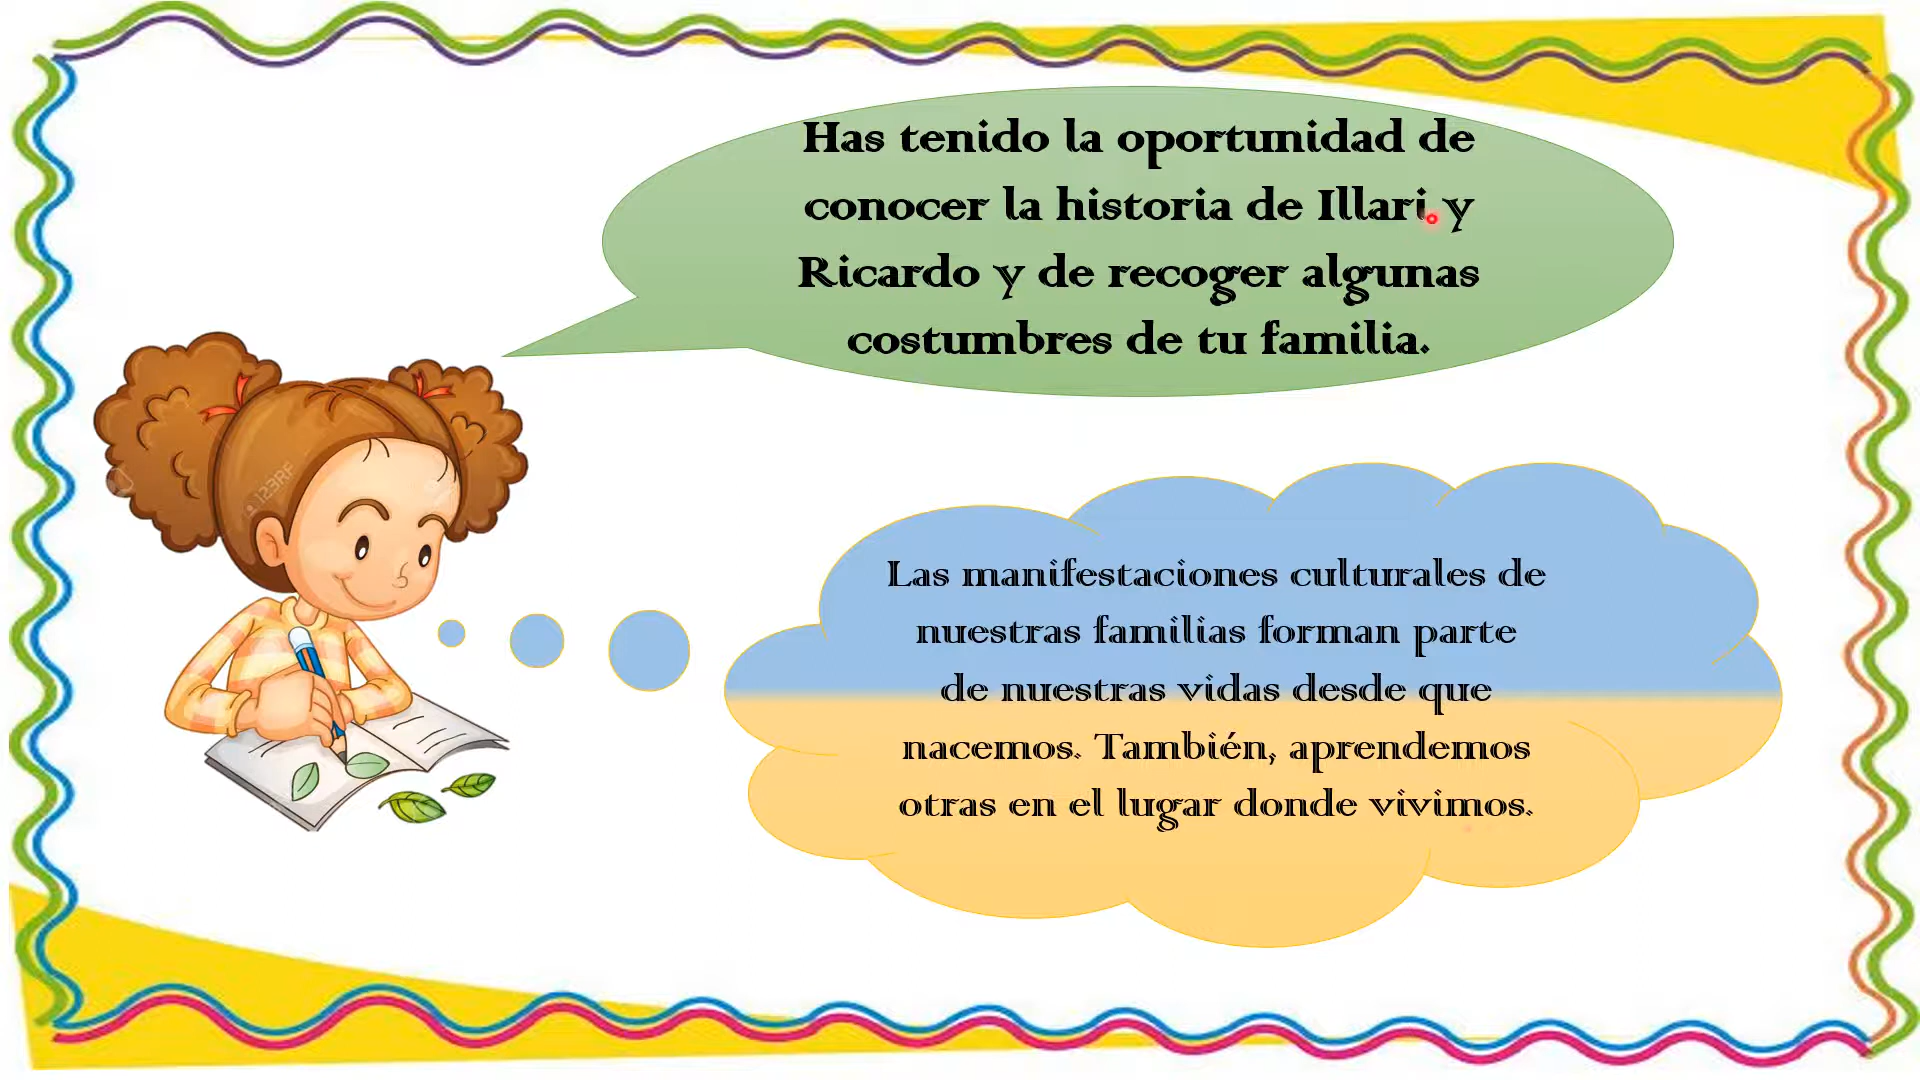 Has tenido la oportunidad de
conocer la historia de Illari y
Ricardo y de recoger algunas
costumbres de tu familia.
123RF
Las manifestaciones culturales de
nuestras familias forman parte
de nuestras vidas desde que
nacemos. También, aprendemos
otras en el lugar donde vivimos.